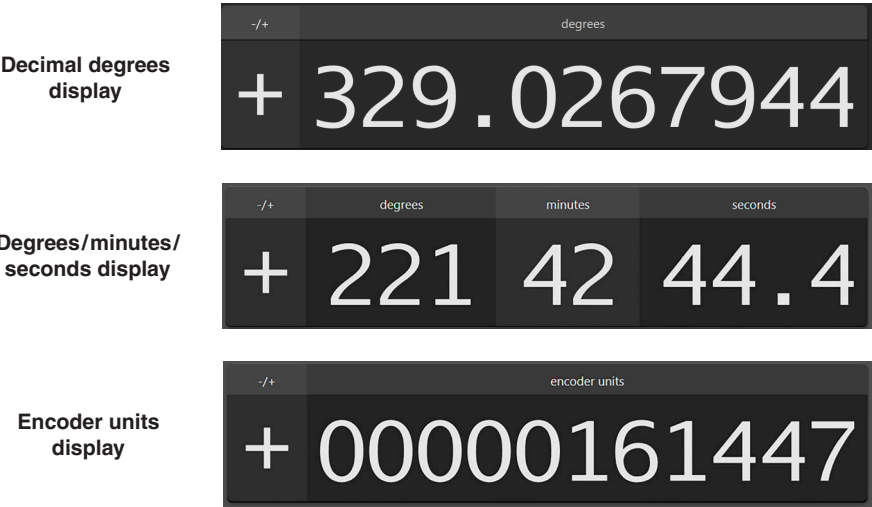 Decimal degrees
display
-/+ degrees
+ 329.0267944
Degrees/minutes/
seconds display
-/+ degrees minutes seconds
+ 221 42 44.4
Encoder units
display
-/+ encoder units
+ 00000161447